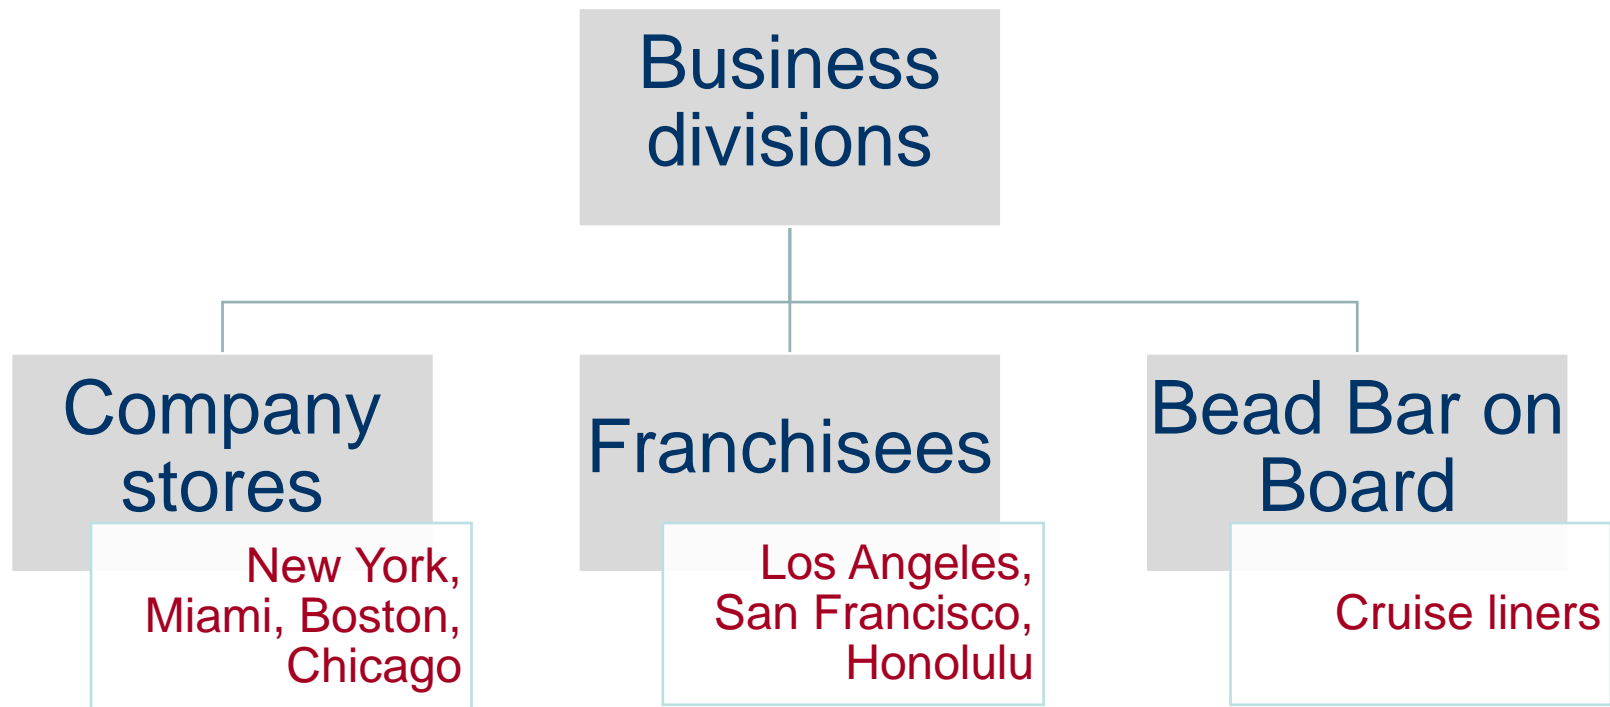 Business
divisions
Company
stores
New York,
Miami, Boston,
Chicago
Franchisees
Los Angeles,
San Francisco,
Honolulu
Bead Bar on
Board
Cruise liners